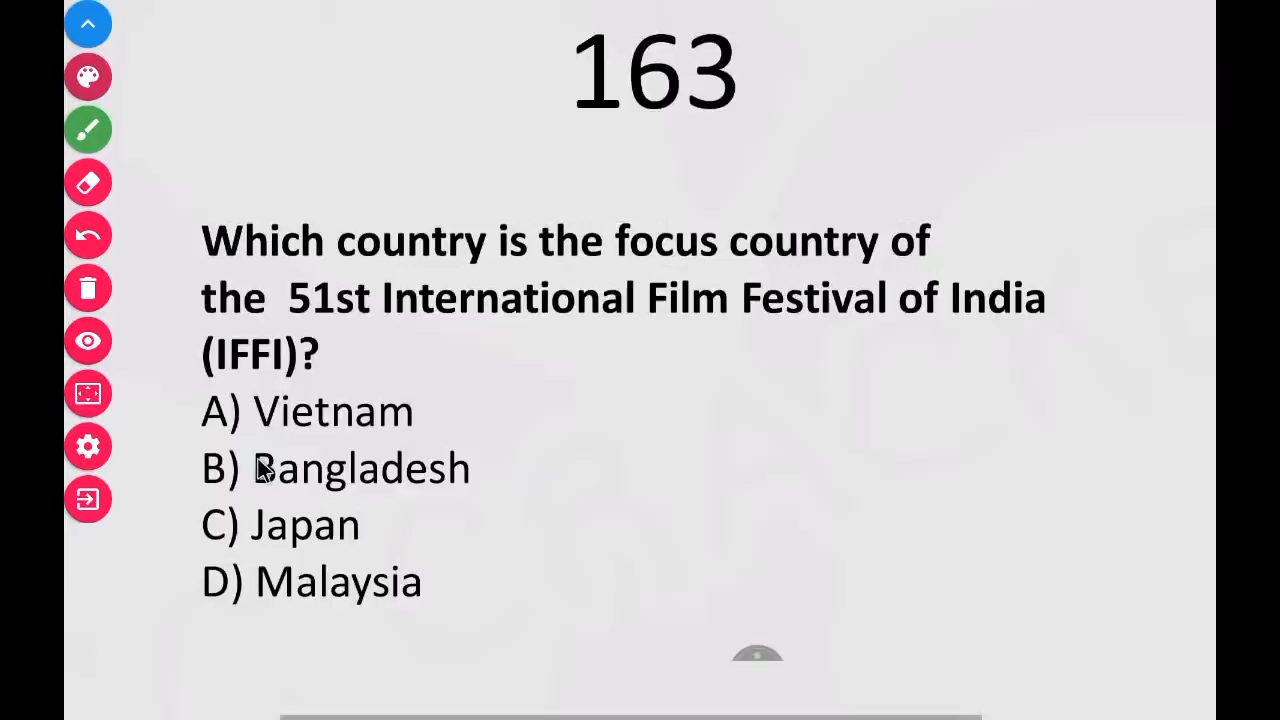 163
Which country is the focus country of
the 51st International Film Festival of India
(IFFI)?
A) Vietnam
B) Bangladesh
C) Japan
D) Malaysia